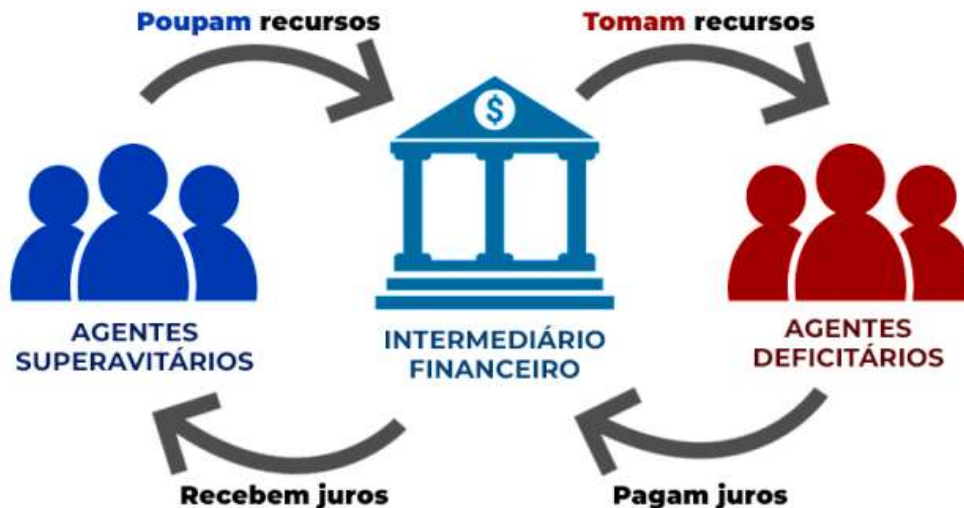 Poupam recursos
Tomam recursos
$
AGENTES
SUPERAVITÁRIOS
INTERMEDIÁRIO
FINANCEIRO
AGENTES
DEFICITÁRIOS
Recebem juros
Pagam juros